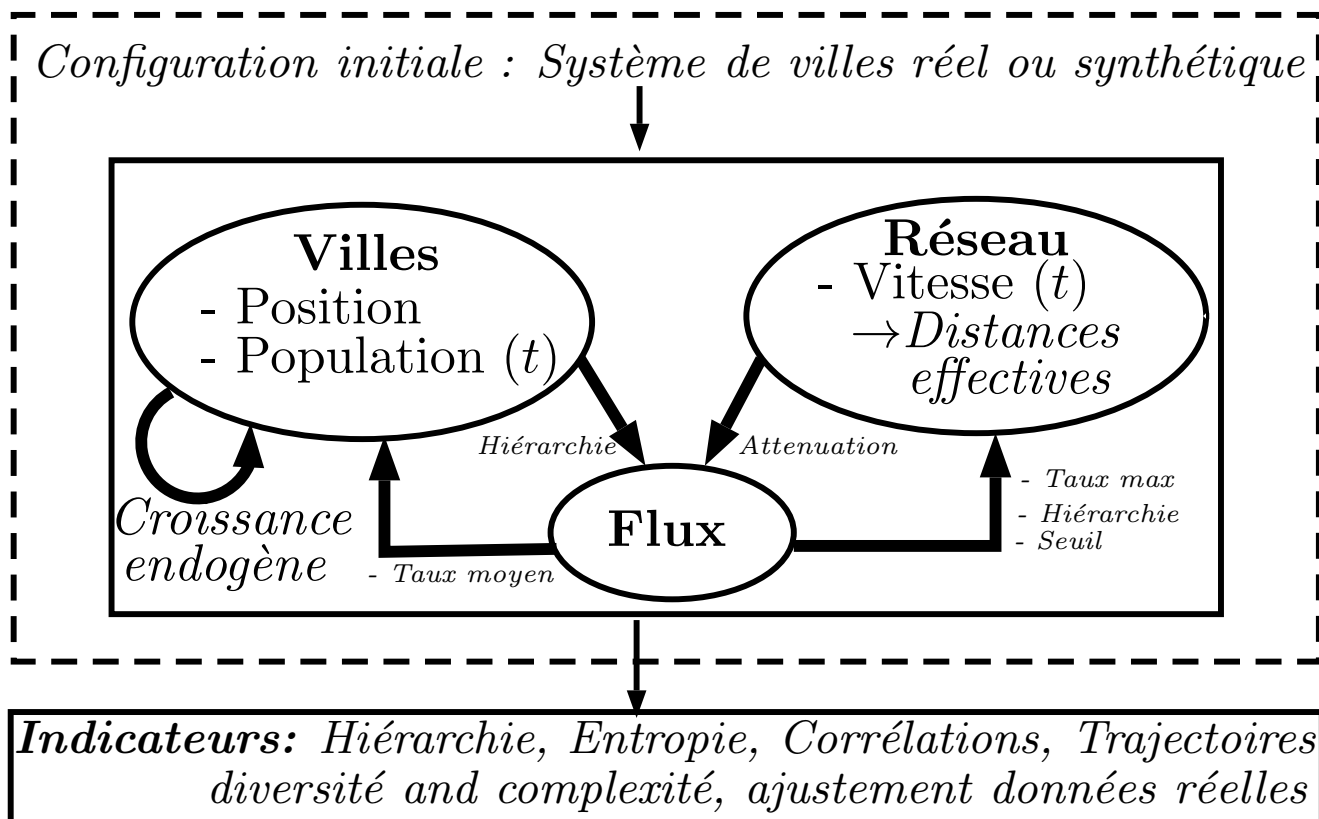 Configuration initiale : Système de villes réel ou synthétique
Villes
- Position
- Population (t)
Réseau
- Vitesse (t)
→Distances
effectives
Hiérarchie
Attenuation
Flux
- Taux max
- Hiérarchie
- Seuil
Croissance
endogène
- Taux moyen
Indicateurs: Hiérarchie, Entropie, Corrélations, Trajectoires
diversité and complexité, ajustement données réelles